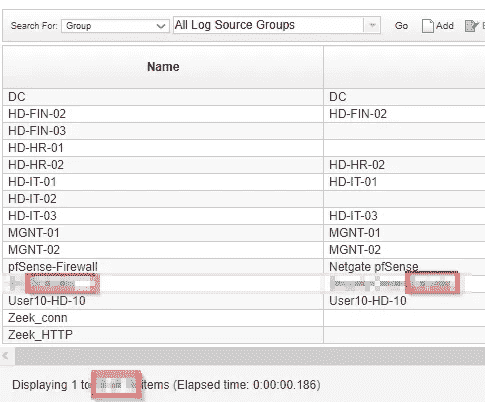 Search For: Group All Log Source Groups Go Add
Name
DC DC
HD-FIN-02 HD-FIN-02
HD-FIN-03
HD-HR-01
HD-HR-02 HD-HR-02
HD-IT-01 HD-IT-01
HD-IT-02
HD-IT-03 HD-IT-03
MGNT-01 MGNT-01
MGNT-02 MGNT-02
pfSense-Firewall Netgate pfSense
User10-HD-10 User10-HD-10
Zeek_conn
Zeek_HTTP
Displaying 1 to items (Elapsed time: 0:00:00.186)